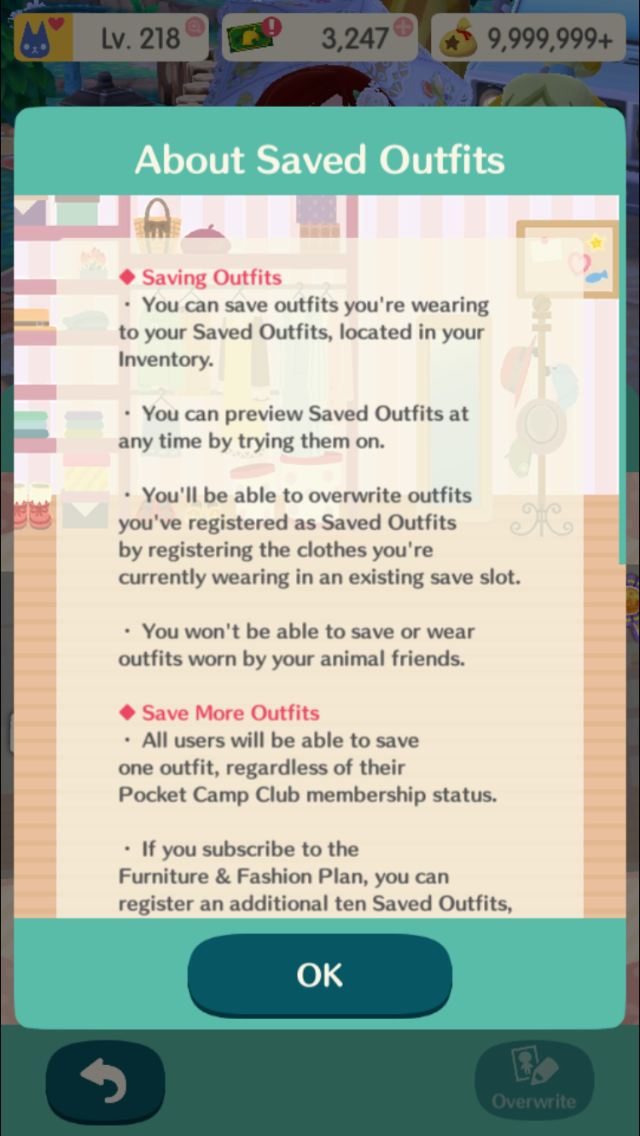 Lv. 218
3,247
9,999,999+
About Saved Outfits
◆ Saving Outfits
・ You can save outfits you're wearing
to your Saved Outfits, located in your
Inventory.
・ You can preview Saved Outfits at
any time by trying them on.
・ You'll be able to overwrite outfits
you've registered as Saved Outfits
by registering the clothes you're
currently wearing in an existing save slot.
・ You won't be able to save or wear
outfits worn by your animal friends.
◆ Save More Outfits
・ All users will be able to save
one outfit, regardless of their
Pocket Camp Club membership status.
・ If you subscribe to the
Furniture & Fashion Plan, you can
register an additional ten Saved Outfits,
OK
Overwrite